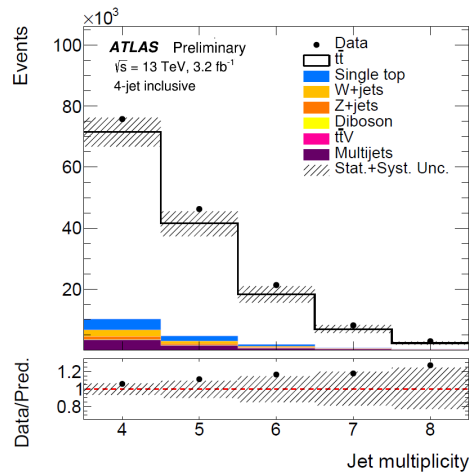 ×10³
Events
100
80
60
40
20
ATLAS Preliminary
√s = 13 TeV, 3.2 fb⁻¹
4-jet inclusive
Data
tt̄
Single top
W+jets
Z+jets
Diboson
tt̄V
Multijets
Stat.+Syst. Unc.
Data/Pred.
1.2
1
0.8
4 5 6 7 8
Jet multiplicity